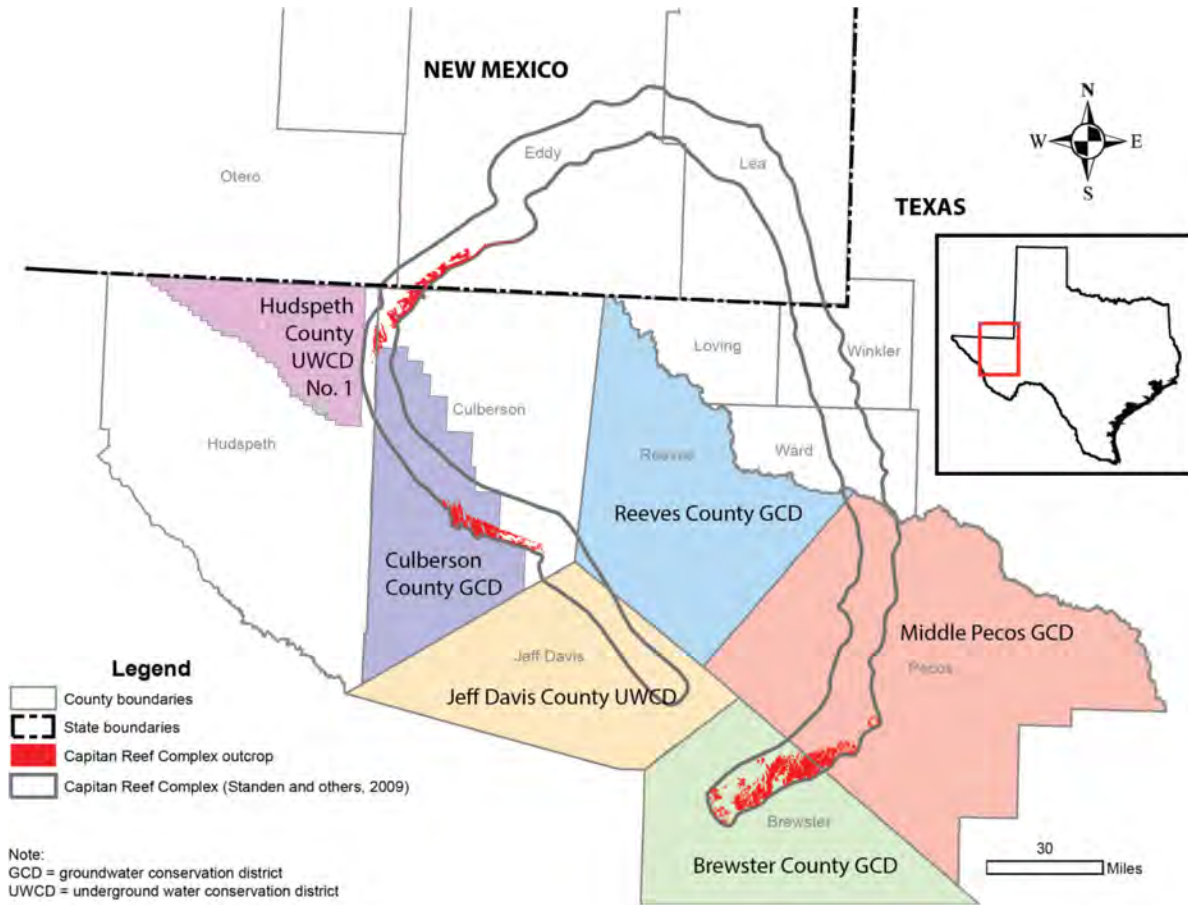 NEW MEXICO
N
W
E
S
Otero
Eddy
Lea
TEXAS
Hudspeth
County
UWCD
No. 1
Loving
Winkler
Culberson
Hudspeth
Reeves
Ward
Reeves County GCD
Culberson
County GCD
Middle Pecos GCD
Pecos
Jeff Davis
Jeff Davis County UWCD
Legend
County boundaries
State boundaries
Capitan Reef Complex outcrop
Capitan Reef Complex (Standen and others, 2009)
Brewster
Brewster County GCD
30
Miles
Note:
GCD = groundwater conservation district
UWCD = underground water conservation district